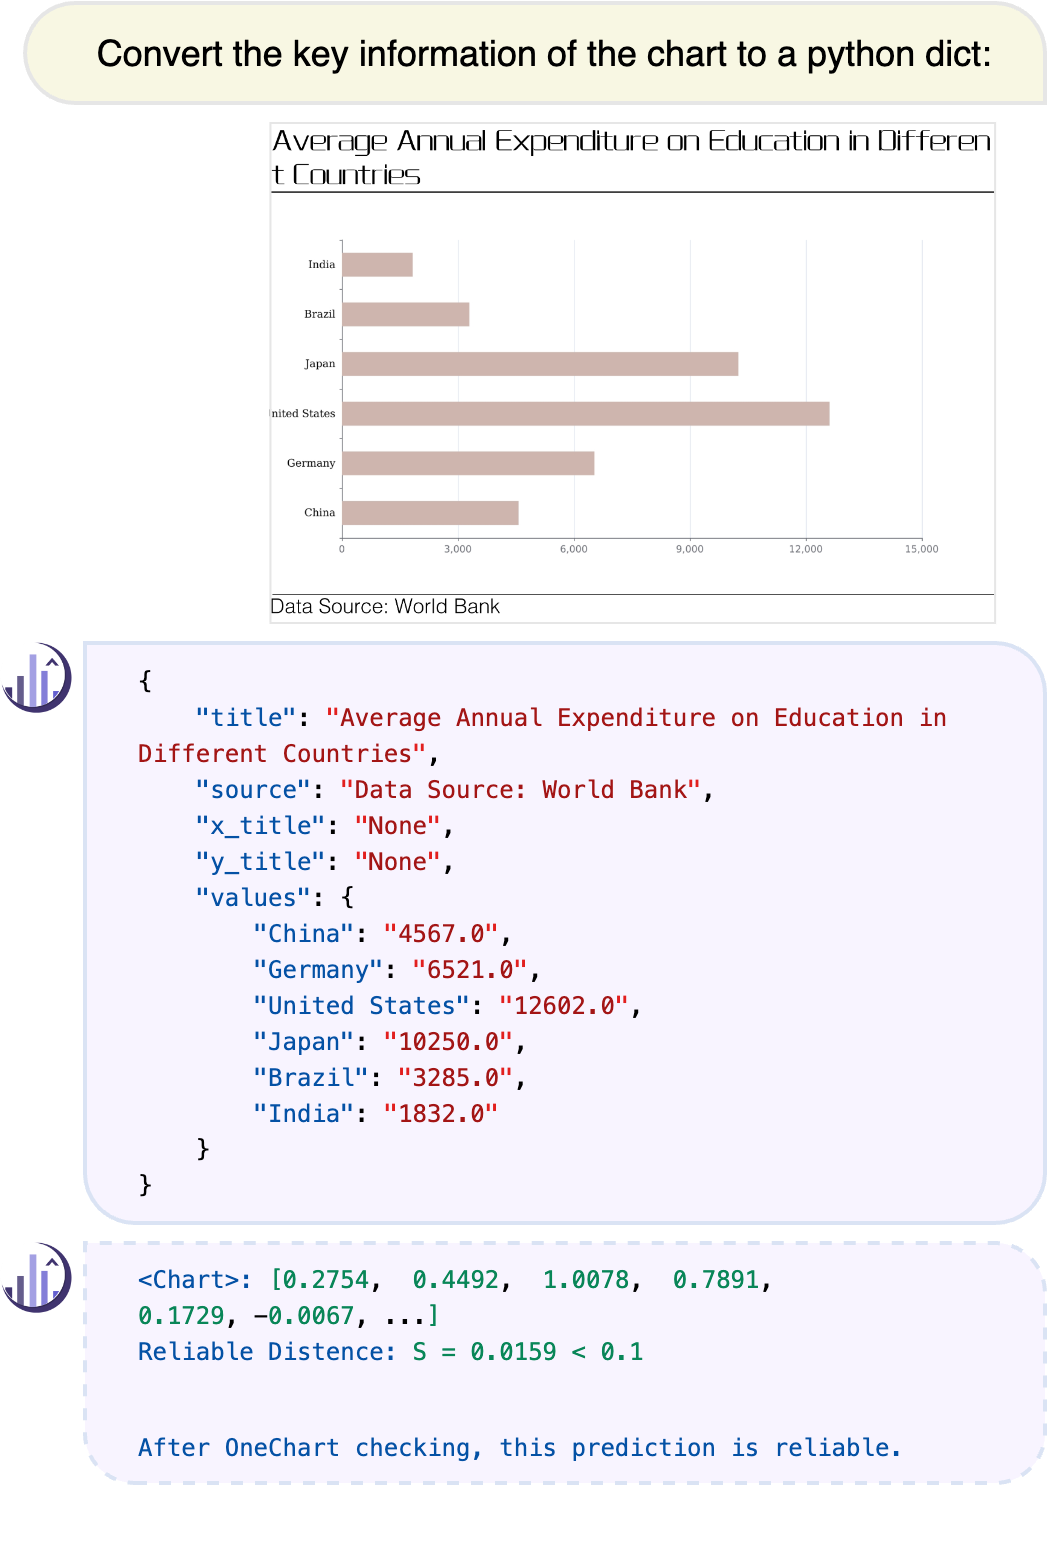 Convert the key information of the chart to a python dict:
Average Annual Expenditure on Education in Differen
t Countries
India
Brazil
Japan
nited States
Germany
China
0 3,000 6,000 9,000 12,000 15,000
Data Source: World Bank
{
"title": "Average Annual Expenditure on Education in
Different Countries",
"source": "Data Source: World Bank",
"x_title": "None",
"y_title": "None",
"values": {
"China": "4567.0",
"Germany": "6521.0",
"United States": "12602.0",
"Japan": "10250.0",
"Brazil": "3285.0",
"India": "1832.0"
}
}
<Chart>: [0.2754, 0.4492, 1.0078, 0.7891,
0.1729, −0.0067, ...]
Reliable Distence: S = 0.0159 < 0.1
After OneChart checking, this prediction is reliable.